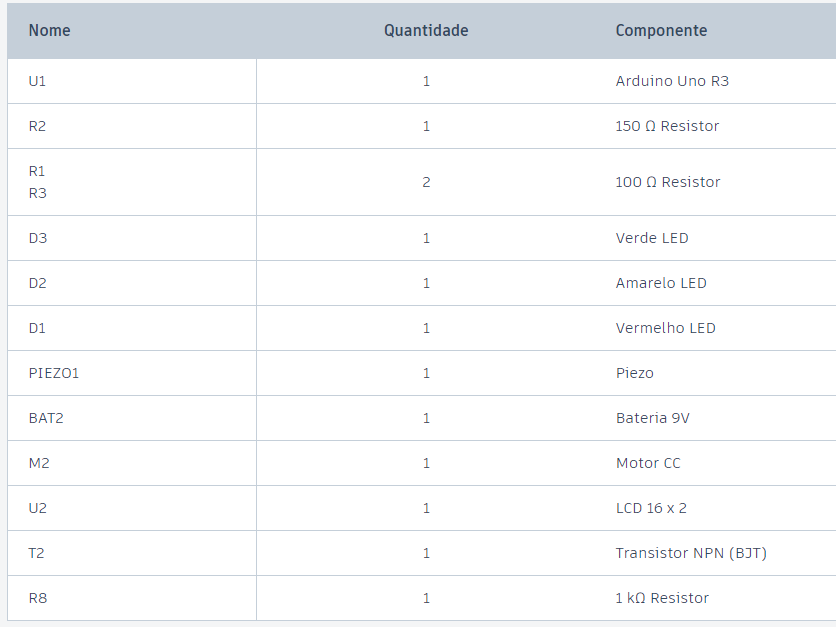 Nome Quantidade Componente
U1 1 Arduino Uno R3
R2 1 150 Ω Resistor
R1
R3 2 100 Ω Resistor
D3 1 Verde LED
D2 1 Amarelo LED
D1 1 Vermelho LED
PIEZO1 1 Piezo
BAT2 1 Bateria 9V
M2 1 Motor CC
U2 1 LCD 16 x 2
T2 1 Transistor NPN (BJT)
R8 1 1 kΩ Resistor